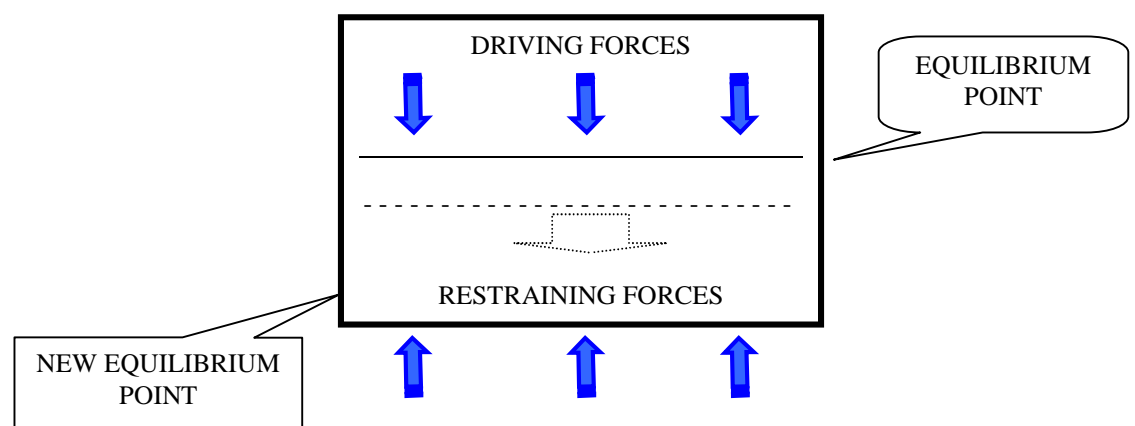 DRIVING FORCES
EQUILIBRIUM
POINT
RESTRAINING FORCES
NEW EQUILIBRIUM
POINT